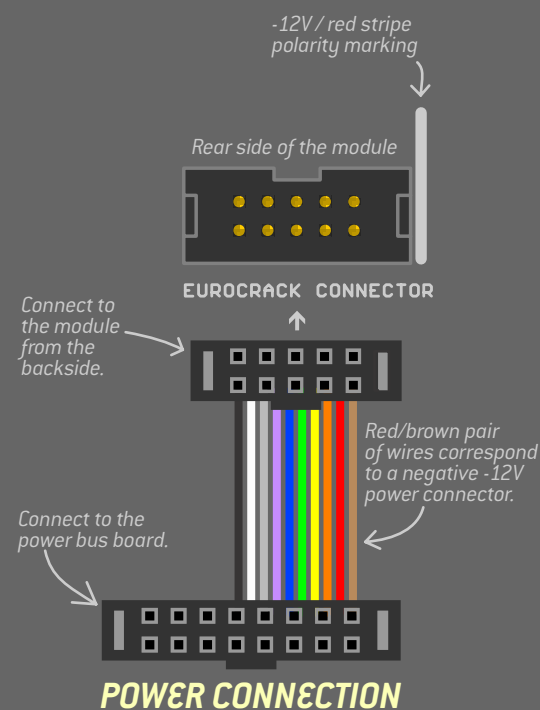 -12V / red stripe
polarity marking
Rear side of the module
EUROCRACK CONNECTOR
Connect to
the module
from the
backside.
Red/brown pair
of wires correspond
to a negative -12V
power connector.
Connect to the
power bus board.
POWER CONNECTION